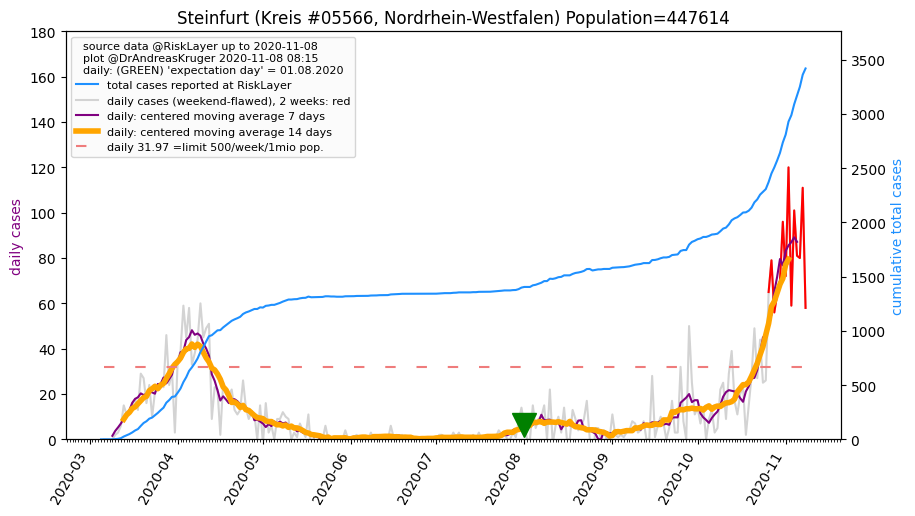 Steinfurt (Kreis #05566, Nordrhein-Westfalen) Population=447614
source data @RiskLayer up to 2020-11-08
plot @DrAndreasKruger 2020-11-08 08:15
daily: (GREEN) 'expectation day' = 01.08.2020
total cases reported at RiskLayer
daily cases (weekend-flawed), 2 weeks: red
daily: centered moving average 7 days
daily: centered moving average 14 days
daily 31.97 =limit 500/week/1mio pop.
daily cases
180
160
140
120
100
80
60
40
20
0
3500
3000
2500
2000
1500
1000
500
0
cumulative total cases
2020-03
2020-04
2020-05
2020-06
2020-07
2020-08
2020-09
2020-10
2020-11